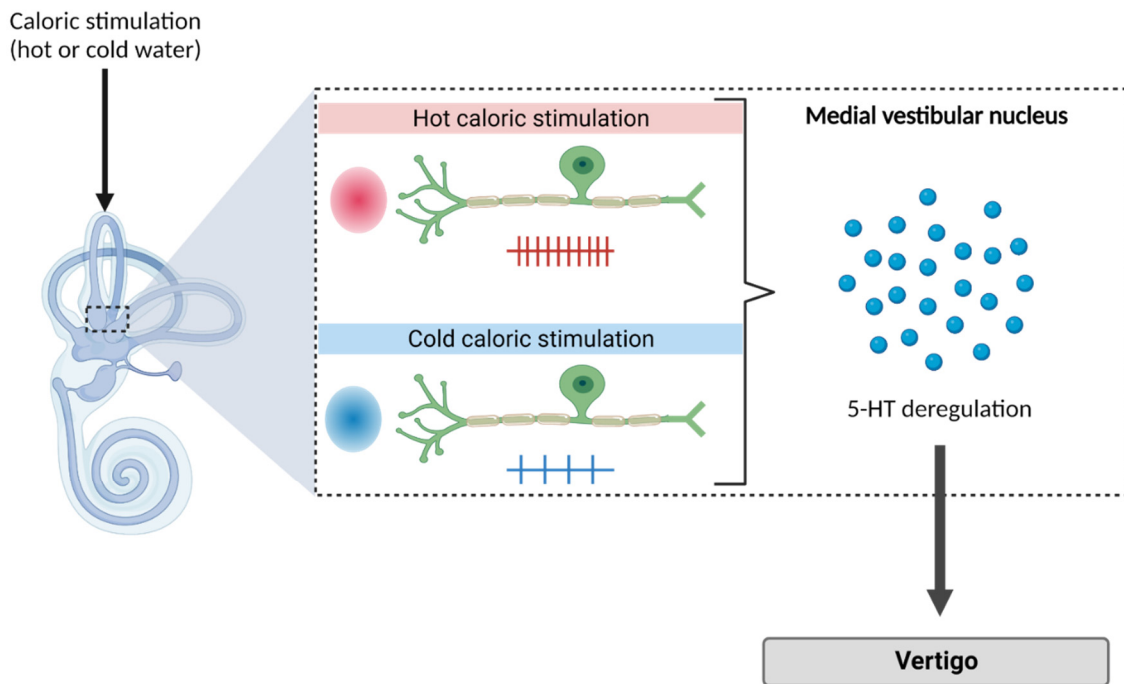 Caloric stimulation
(hot or cold water)
Hot caloric stimulation
Medial vestibular nucleus
Cold caloric stimulation
5-HT deregulation
Vertigo